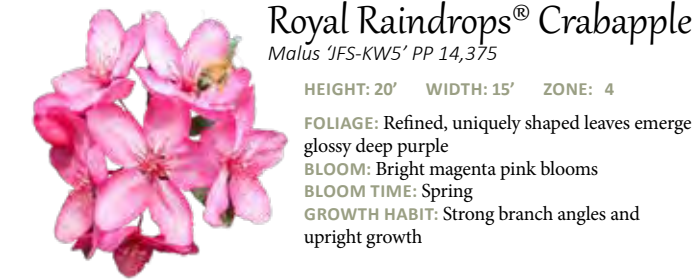 Royal Raindrops® Crabapple
Malus ‘JFS-KW5’ PP 14,375
HEIGHT: 20’ WIDTH: 15’ ZONE: 4
FOLIAGE: Refined, uniquely shaped leaves emerge
glossy deep purple
BLOOM: Bright magenta pink blooms
BLOOM TIME: Spring
GROWTH HABIT: Strong branch angles and
upright growth